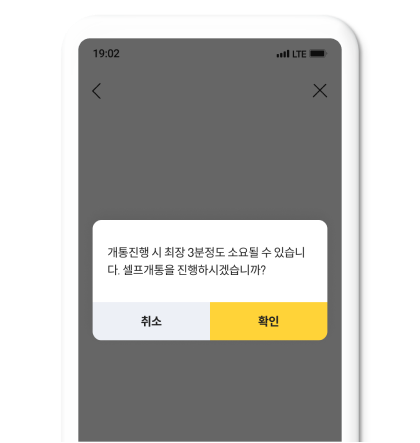 19:02
LTE
개통진행 시 최장 3분정도 소요될 수 있습니
다. 셀프개통을 진행하시겠습니까?
취소
확인